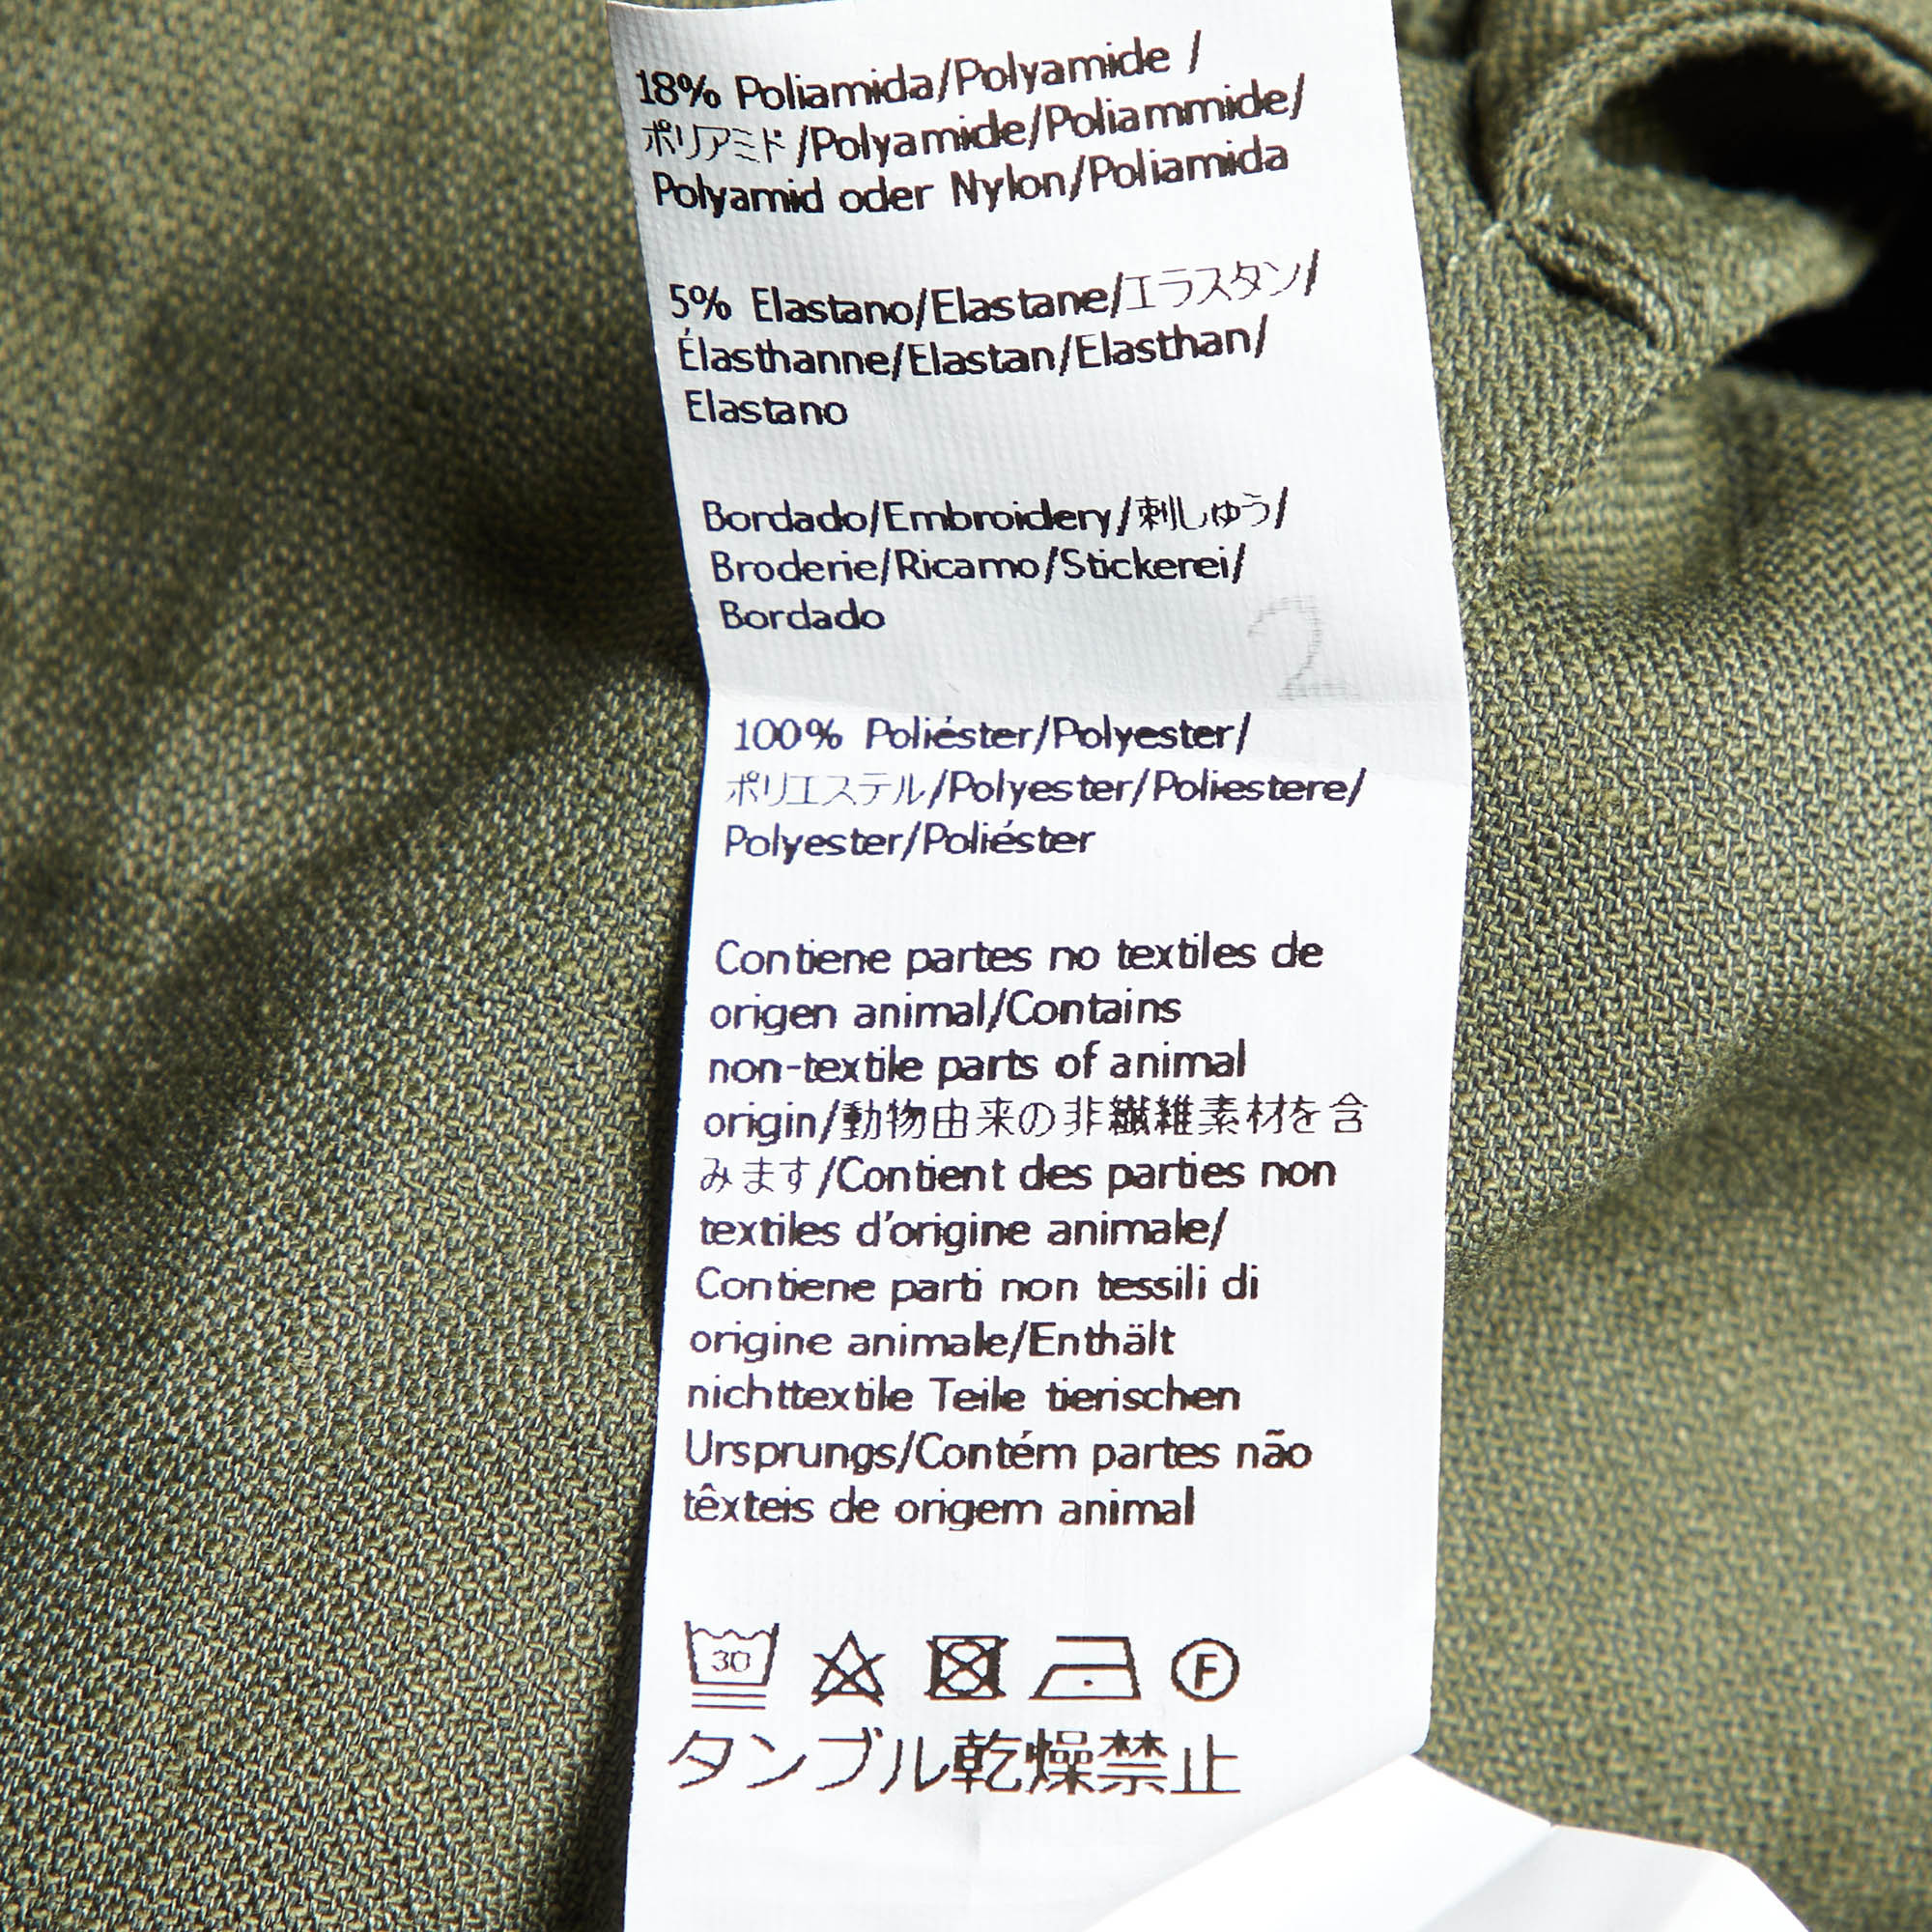 18% Poliamida/Polyamide /
ポリアミド/Polyamide/Poliammide/
Polyamid oder Nylon/Poliamida
5% Elastano/Elastane/エラスタン/
Élasthanne/Elastan/Elasthan/
Elastano
Bordado/Embroidery/刺しゅう/
Broderie/Ricamo/Stickerei/
Bordado
2
100% Poliéster/Polyester/
ポリエステル/Polyester/Poliestere/
Polyester/Poliéster
Contiene partes no textiles de
origen animal/Contains
non-textile parts of animal
origin/動物由来の非繊維素材を含
みます/Contient des parties non
textiles d'origine animale/
Contiene parti non tessili di
origine animale/Enthält
nichttextile Teile tierischen
Ursprungs/Contém partes não
têxteis de origem animal
30 F
タンブル乾燥禁止